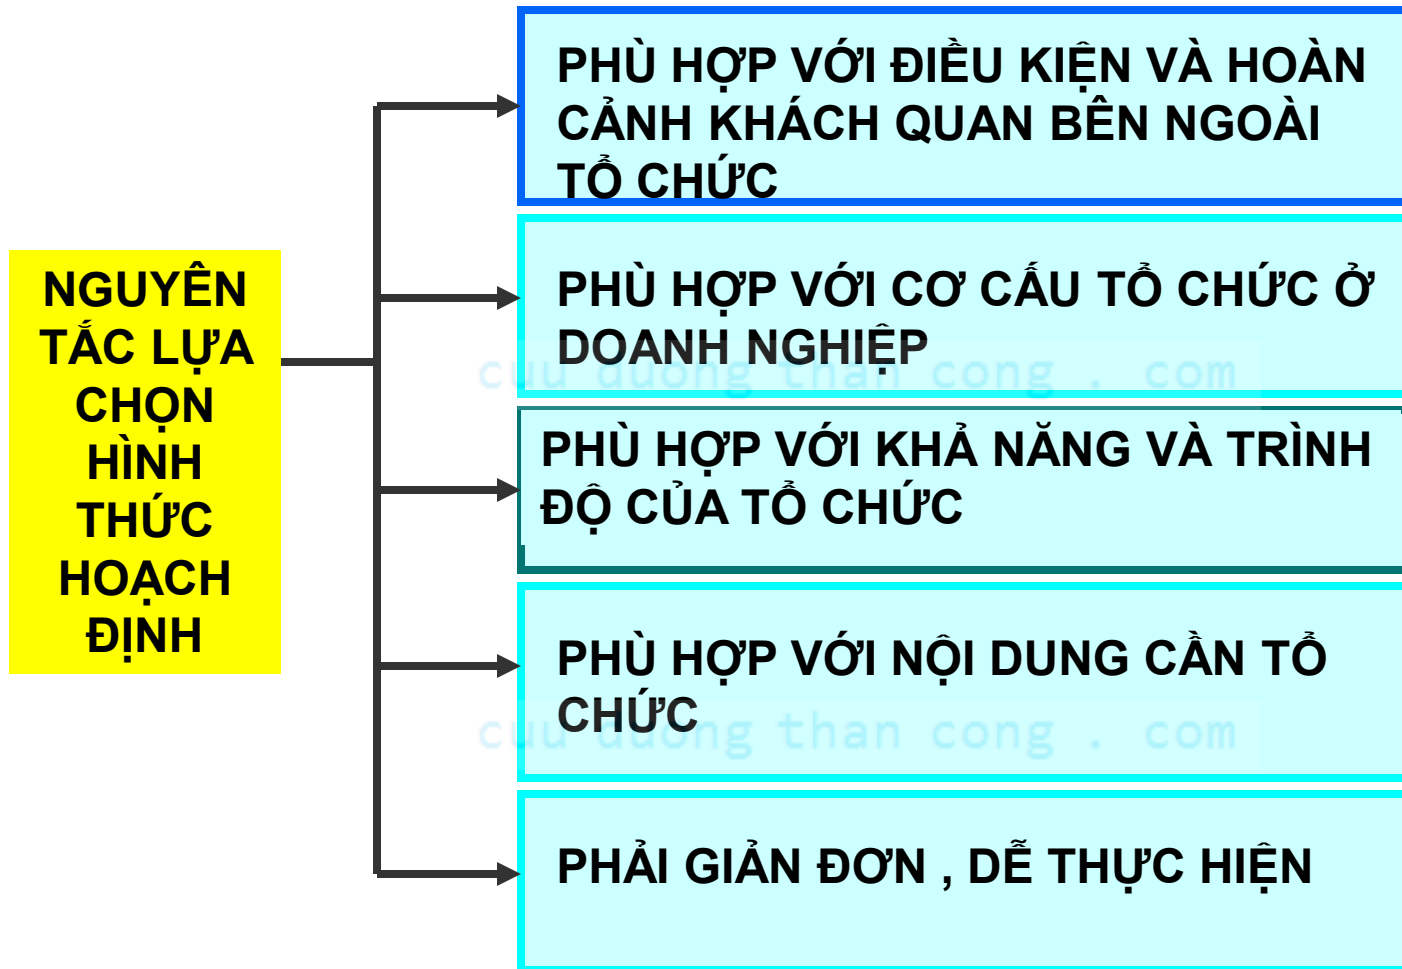 NGUYÊN
TẮC LỰA
CHỌN
HÌNH
THỨC
HOẠCH
ĐỊNH
PHÙ HỢP VỚI ĐIỀU KIỆN VÀ HOÀN
CẢNH KHÁCH QUAN BÊN NGOÀI
TỔ CHỨC
PHÙ HỢP VỚI CƠ CẤU TỔ CHỨC Ở
DOANH NGHIỆP
cuu duong than cong . com
PHÙ HỢP VỚI KHẢ NĂNG VÀ TRÌNH
ĐỘ CỦA TỔ CHỨC
PHÙ HỢP VỚI NỘI DUNG CẦN TỔ
CHỨC
cuu duong than cong . com
PHẢI GIẢN ĐƠN , DỄ THỰC HIỆN